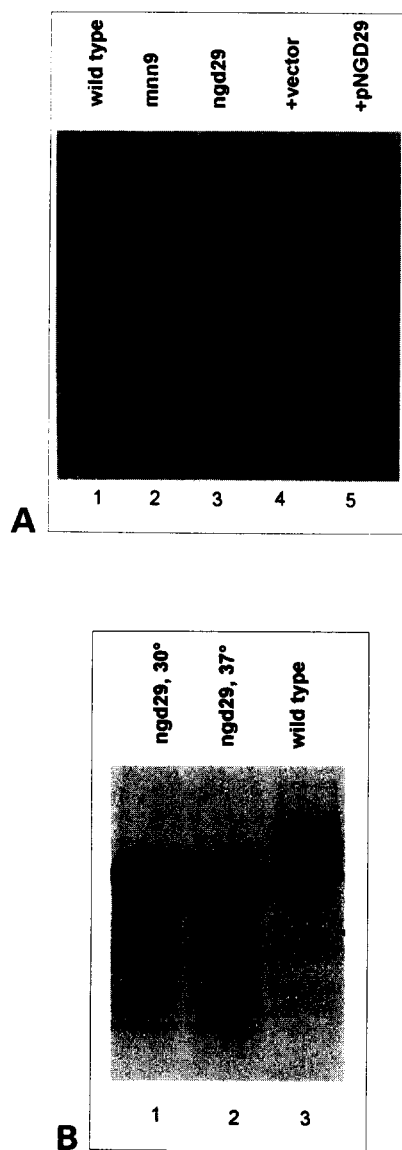 wild type
mnn9
ngd29
+vector
+pNGD29
1 2 3 4 5
A
ngd29, 30°
ngd29, 37°
wild type
1 2 3
B